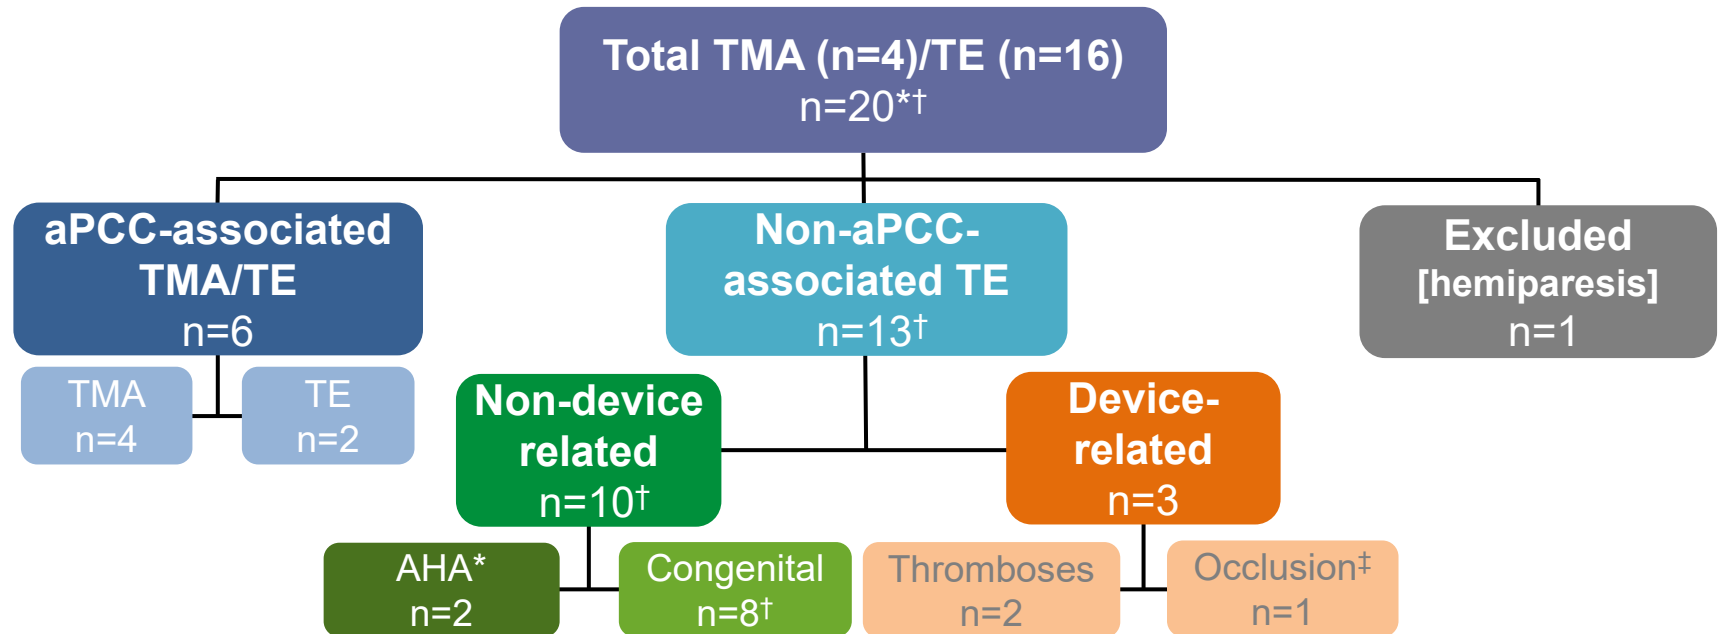 Total TMA (n=4)/TE (n=16)
n=20*†
aPCC-associated
TMA/TE
n=6
Non-aPCC-
associated TE
n=13†
Excluded
[hemiparesis]
n=1
TMA
n=4
TE
n=2
Non-device
related
n=10†
Device-
related
n=3
AHA*
n=2
Congenital
n=8†
Thromboses
n=2
Occlusion‡
n=1